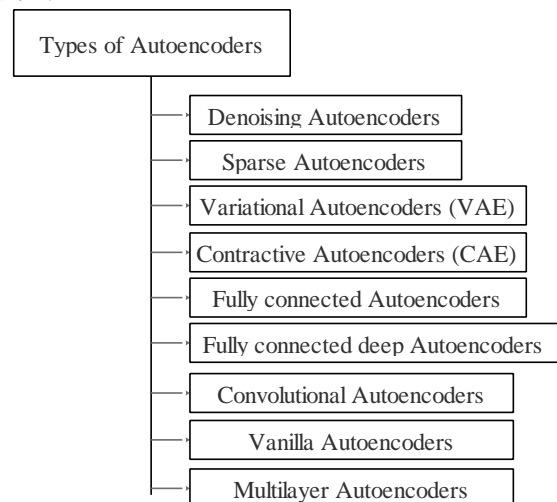 Types of Autoencoders
Denoising Autoencoders
Sparse Autoencoders
Variational Autoencoders (VAE)
Contractive Autoencoders (CAE)
Fully connected Autoencoders
Fully connected deep Autoencoders
Convolutional Autoencoders
Vanilla Autoencoders
Multilayer Autoencoders